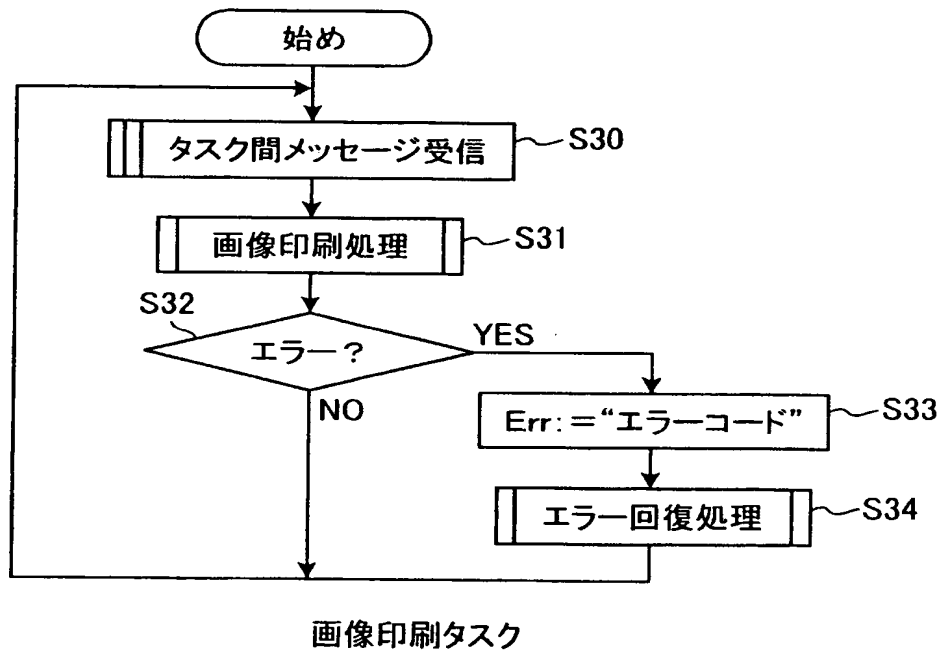 始め
タスク間メッセージ受信
S30
画像印刷処理
S31
S32
エラー？
YES
NO
Err:=“エラーコード”
S33
エラー回復処理
S34
画像印刷タスク